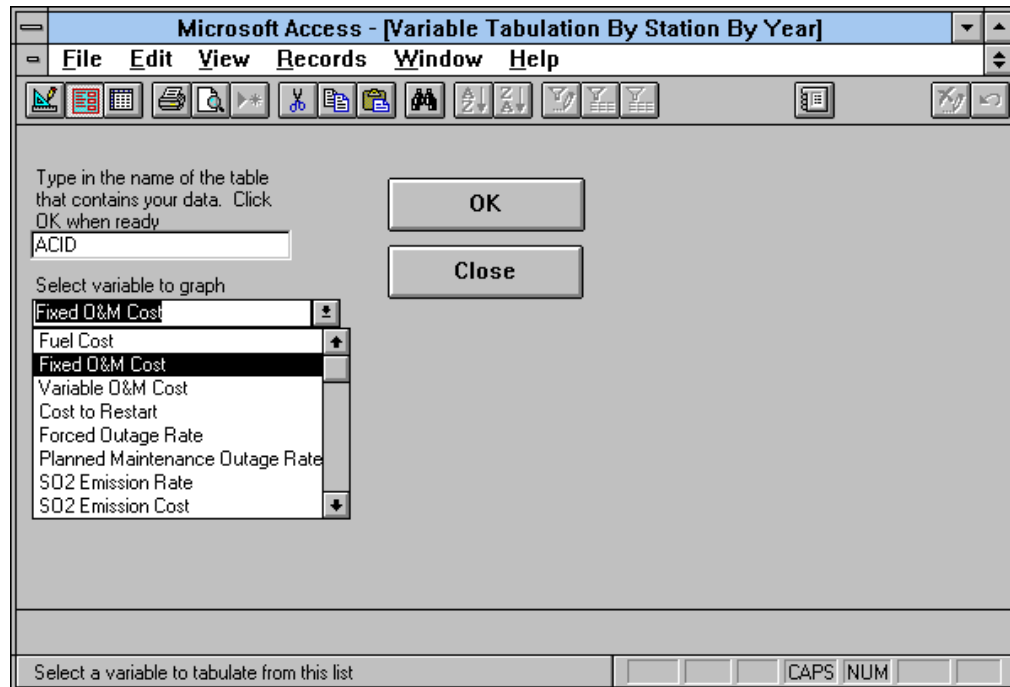 Microsoft Access - [Variable Tabulation By Station By Year]
File Edit View Records Window Help
Type in the name of the table
that contains your data. Click
OK when ready
ACID
OK
Close
Select variable to graph
Fixed O&M Cost
Fuel Cost
Fixed O&M Cost
Variable O&M Cost
Cost to Restart
Forced Outage Rate
Planned Maintenance Outage Rate
SO2 Emission Rate
SO2 Emission Cost
Select a variable to tabulate from this list
CAPS NUM